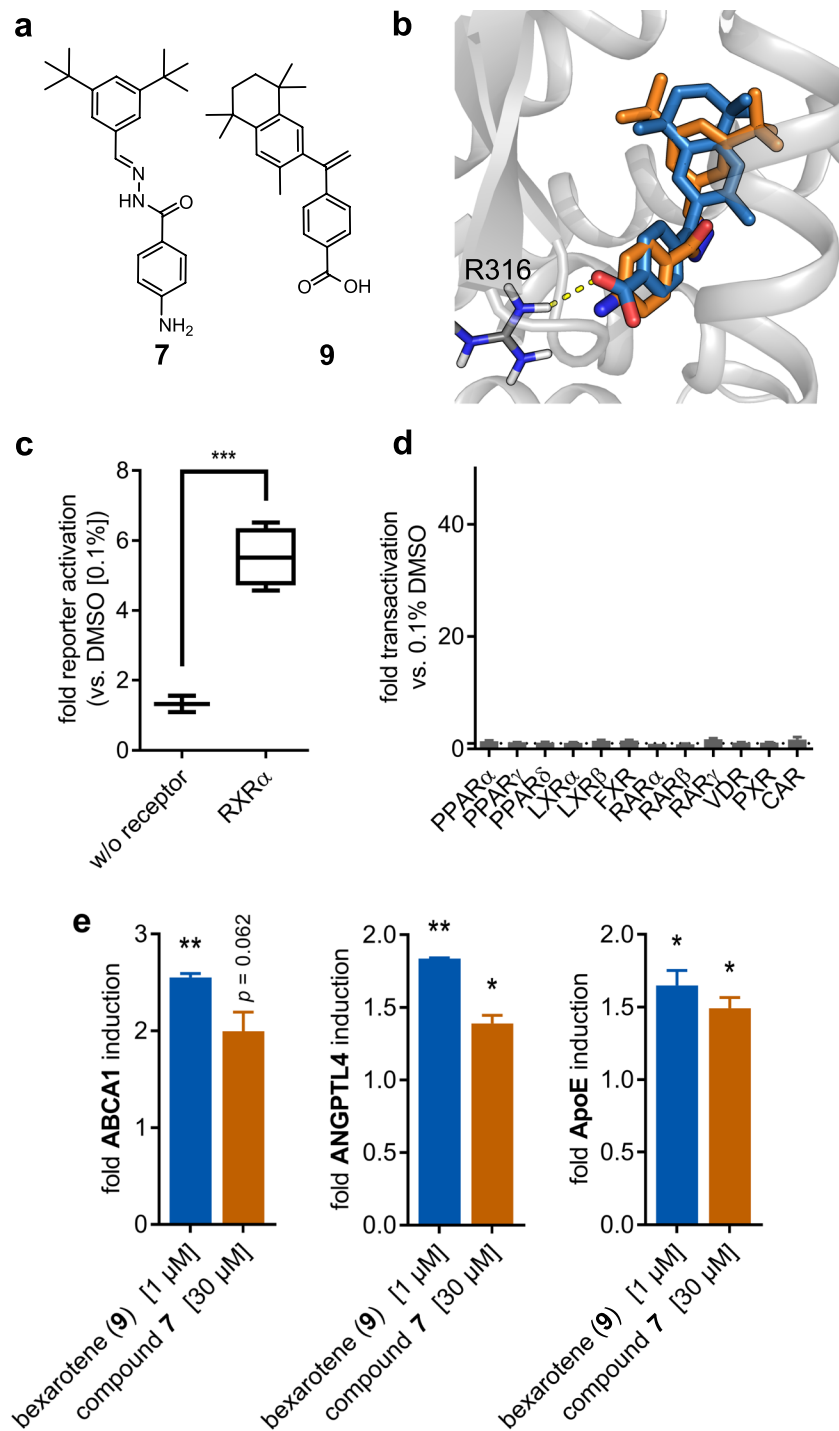 a
b
N
HN
O
NH2
7
O
OH
9
R316
c
d
fold reporter activation
(vs. DMSO [0.1%])
8
6
4
2
0
***
w/o receptor
RXRα
fold transactivation
vs. 0.1% DMSO
40
20
0
PPARα
PPARγ
PPARδ
LXRα
LXRβ
FXR
RARα
RARβ
RARγ
VDR
PXR
CAR
e
fold ABCA1 induction
3
2
1
0
**
p = 0.062
bexarotene (9) [1 µM]
compound 7 [30 µM]
fold ANGPTL4 induction
2.0
1.5
1.0
0.5
0.0
**
*
bexarotene (9) [1 µM]
compound 7 [30 µM]
fold ApoE induction
2.0
1.5
1.0
0.5
0.0
*
*
bexarotene (9) [1 µM]
compound 7 [30 µM]